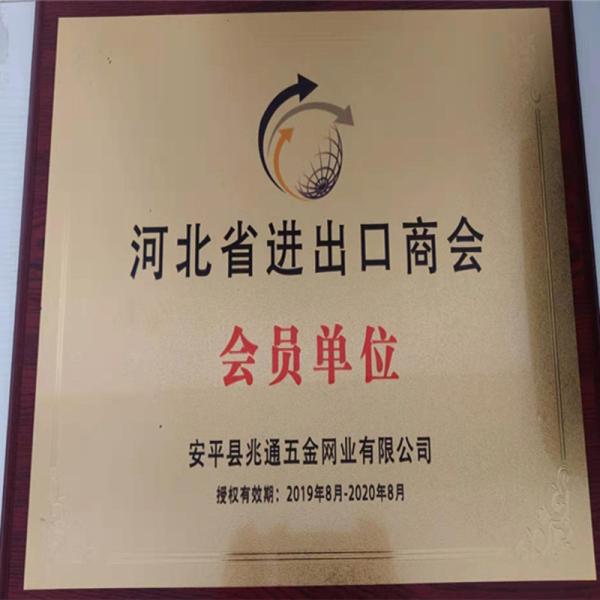 河北省进出口商会
会员单位
安平县兆通五金网业有限公司
授权有效期：2019年8月-2020年8月